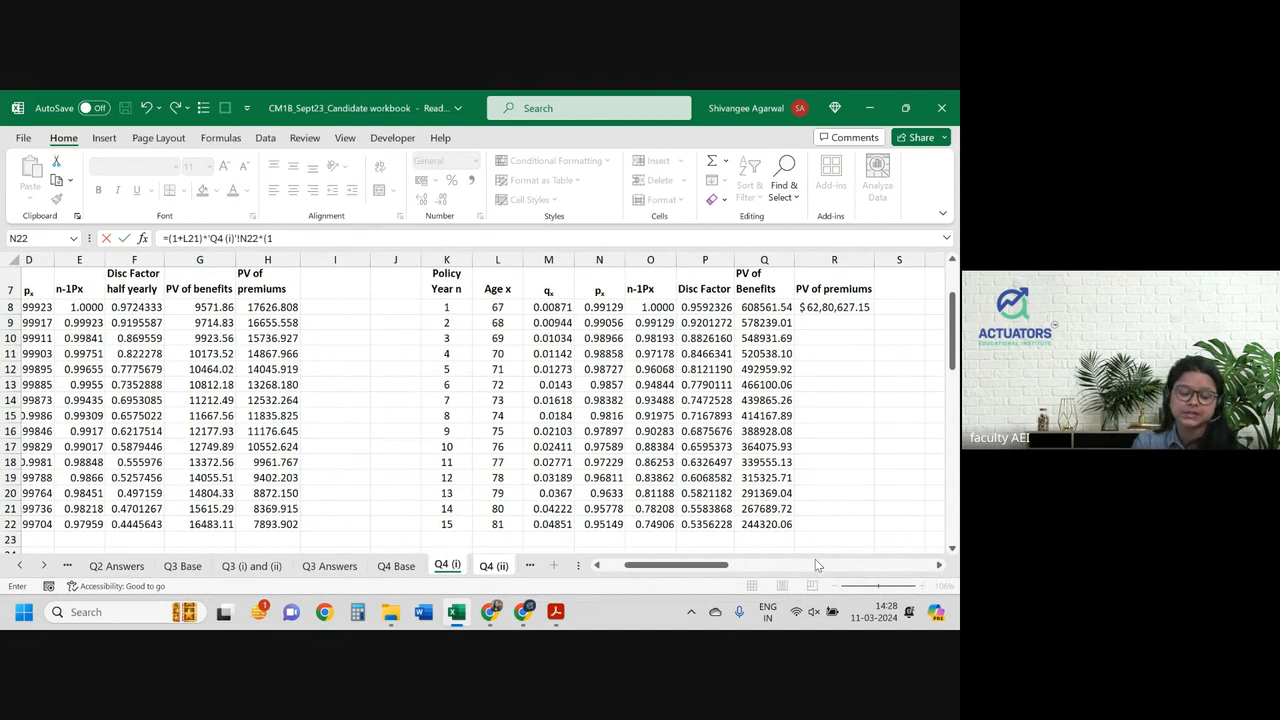 AutoSave Off CM1B_Sept23_Candidate workbook - Read... Search Shivangee Agarwal SA
File Home Insert Page Layout Formulas Data Review View Developer Help Comments Share
Paste 11 General Conditional Formatting Insert Sort & Find & Add-ins Analyze
B I U A % Format as Table Delete Filter Select Data
Cell Styles Format
Clipboard Font Alignment Number Styles Cells Editing Add-ins
N22 =(1+L21)*'Q4 (i)'!N22*(1
D E F G H I J K L M N O P Q R S
Disc Factor PV of Policy PV of
7 px n-1Px half yearly PV of benefits premiums Year n Age x qx px n-1Px Disc Factor Benefits PV of premiums
8 99923 1.0000 0.9724333 9571.86 17626.808 1 67 0.00871 0.99129 1.0000 0.9592326 608561.54 $ 62,80,627.15
9 99917 0.99923 0.9195587 9714.83 16655.558 2 68 0.00944 0.99056 0.99129 0.9201272 578239.01
10 99911 0.99841 0.869559 9923.56 15736.927 3 69 0.01034 0.98966 0.98193 0.8826160 548931.69
11 99903 0.99751 0.822278 10173.52 14867.966 4 70 0.01142 0.98858 0.97178 0.8466341 520538.10
12 99895 0.99655 0.7775679 10464.02 14045.919 5 71 0.01273 0.98727 0.96068 0.8121190 492959.92
13 99885 0.9955 0.7352888 10812.18 13268.180 6 72 0.0143 0.9857 0.94844 0.7790111 466100.06
14 99873 0.99435 0.6953085 11212.49 12532.264 7 73 0.01618 0.98382 0.93488 0.7472528 439865.26
15 0.9986 0.99309 0.6575022 11667.56 11835.825 8 74 0.0184 0.9816 0.91975 0.7167893 414167.89
16 99846 0.9917 0.6217514 12177.93 11176.645 9 75 0.02103 0.97897 0.90283 0.6875676 388928.08
17 99829 0.99017 0.5879446 12749.89 10552.624 10 76 0.02411 0.97589 0.88384 0.6595373 364075.93
18 0.9981 0.98848 0.555976 13372.56 9961.767 11 77 0.02771 0.97229 0.86253 0.6326497 339555.13
19 99788 0.9866 0.5257456 14055.51 9402.203 12 78 0.03189 0.96811 0.83862 0.6068582 315325.71
20 99764 0.98451 0.497159 14804.33 8872.150 13 79 0.0367 0.9633 0.81188 0.5821182 291369.04
21 99736 0.98218 0.4701267 15615.29 8369.915 14 80 0.04222 0.95778 0.78208 0.5583868 267689.72
22 99704 0.97959 0.4445643 16483.11 7893.902 15 81 0.04851 0.95149 0.74906 0.5356228 244320.06
23
Q2 Answers Q3 Base Q3 (i) and (ii) Q3 Answers Q4 Base Q4 (i) Q4 (ii)
Enter Accessibility: Good to go 106%
Search 1 ENG IN 14:28 11-03-2024
ACTUATORS
EDUCATIONAL INSTITUTE
faculty AEI